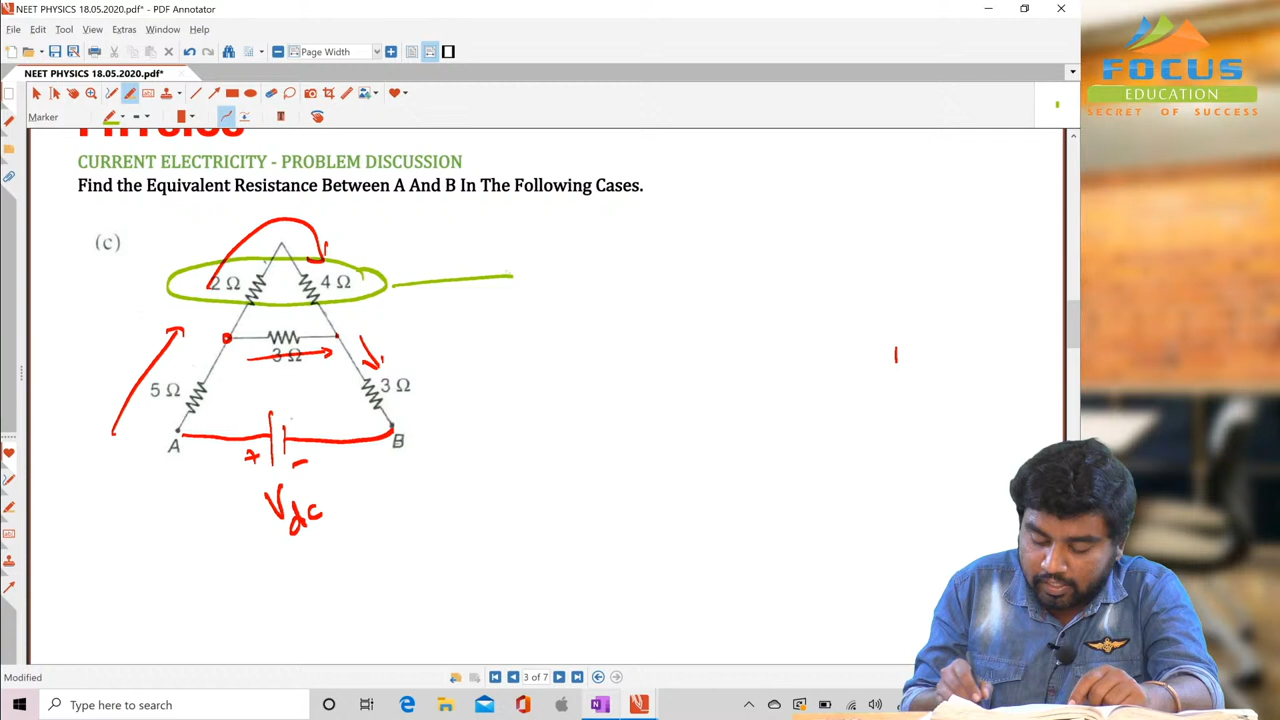 NEET PHYSICS 18.05.2020.pdf* - PDF Annotator
File Edit Tool View Extras Window Help
Page Width
NEET PHYSICS 18.05.2020.pdf*
Marker
PHYSICS
CURRENT ELECTRICITY - PROBLEM DISCUSSION
Find the Equivalent Resistance Between A And B In The Following Cases.
(c)
2 Ω
4 Ω
3 Ω
5 Ω
3 Ω
A
B
+ -
Vdc
Modified
3 of 7
Type here to search
FOCUS
EDUCATION
SECRET OF SUCCESS